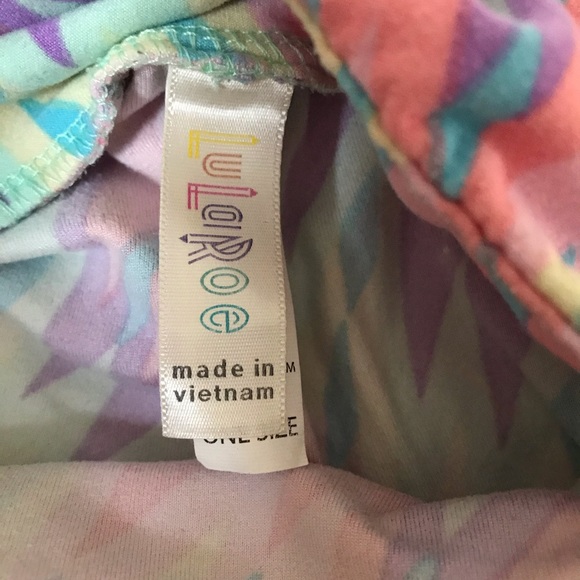 LuLaRoe
made in
vietnam
M
ONE SIZE